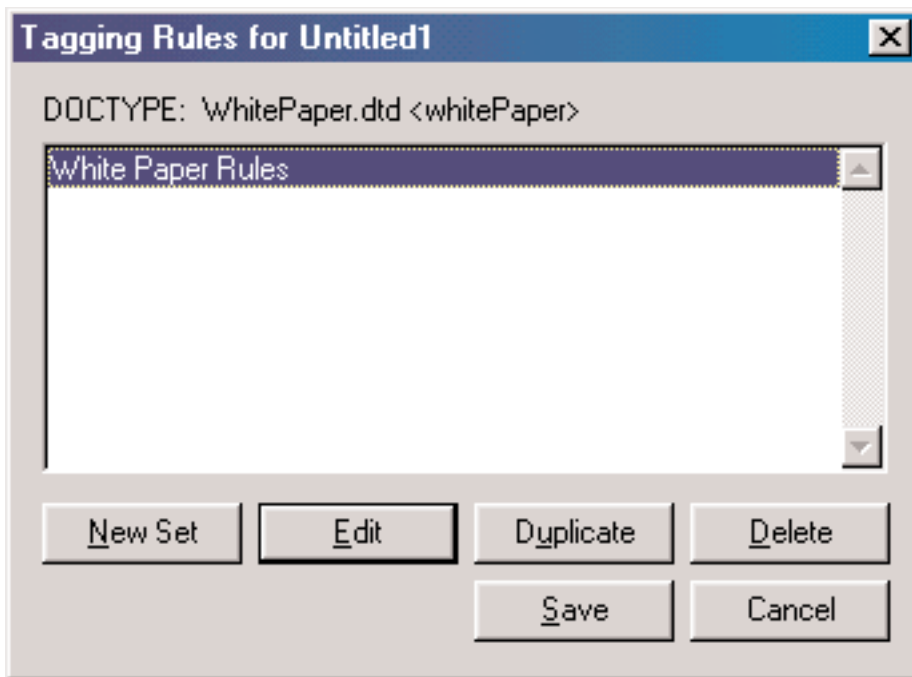 Tagging Rules for Untitled1
DOCTYPE: WhitePaper.dtd <whitePaper>
White Paper Rules
New Set Edit Duplicate Delete
Save Cancel